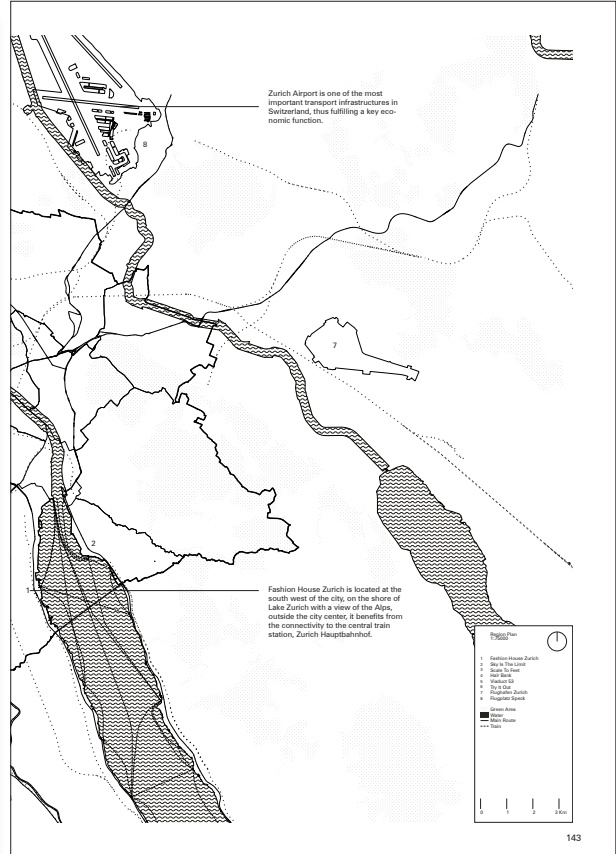 Zurich Airport is one of the most
important transport infrastructures in
Switzerland, thus fulfilling a key eco-
nomic function.
8
7
2
1
Fashion House Zurich is located at the
south west of the city, on the shore of
Lake Zurich with a view of the Alps,
outside the city center, it benefits from
the connectivity to the central train
station, Zurich Hauptbahnhof.
Region Plan
1:75000
1 Fashion House Zurich
2 Sky Is The Limit
3 Scale To Feet
4 Half Bank
5 Viaduct 53
6 Try It Out
7 Flughafen Zurich
8 Flugplatz Speck
Green Area
Water
Main Route
Train
0 1 2 3 Km
143